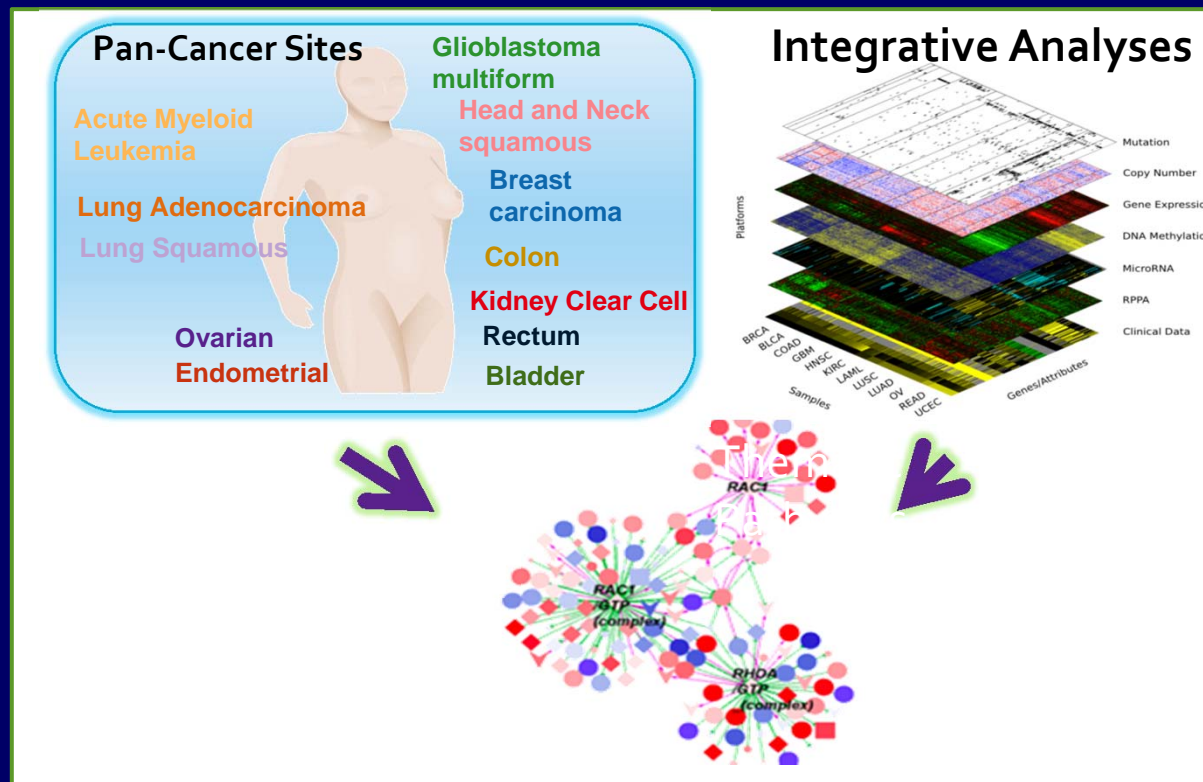 Pan-Cancer Sites
Glioblastoma
multiform
Acute Myeloid
Leukemia
Head and Neck
squamous
Breast
carcinoma
Lung Adenocarcinoma
Lung Squamous
Colon
Kidney Clear Cell
Ovarian
Rectum
Endometrial
Bladder
Integrative Analyses
Mutation
Copy Number
Gene Expressio
DNA Methylatio
MicroRNA
RPPA
Clinical Data
Platforms
BRCA
BLCA
COAD
GBM
HNSC
KIRC
LAML
LUSC
LUAD
OV
READ
UCEC
Samples
Genes/Attributes
RAC1
RAC1
/GTP
(complex)
RHOA
/GTP
(complex)